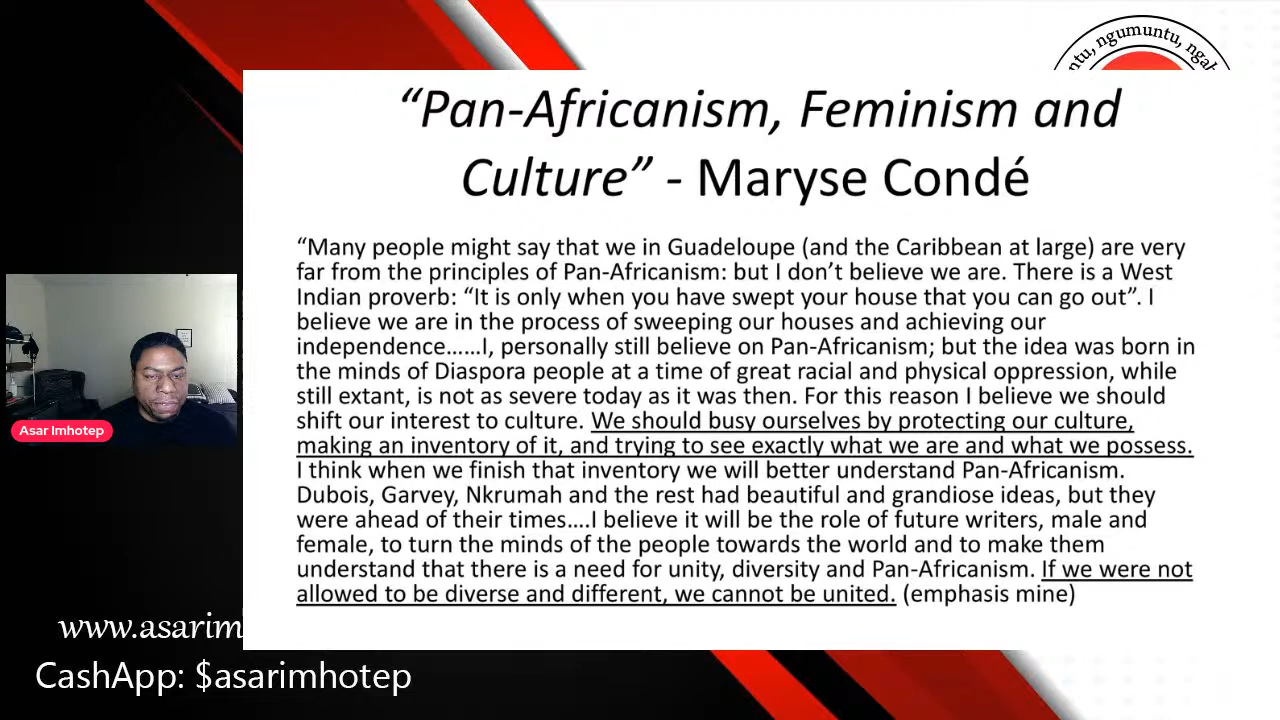 ntu, ngumuntu, ngab
“Pan-Africanism, Feminism and
Culture” - Maryse Condé
“Many people might say that we in Guadeloupe (and the Caribbean at large) are very
far from the principles of Pan-Africanism: but I don’t believe we are. There is a West
Indian proverb: “It is only when you have swept your house that you can go out”. I
believe we are in the process of sweeping our houses and achieving our
independence……I, personally still believe on Pan-Africanism; but the idea was born in
the minds of Diaspora people at a time of great racial and physical oppression, while
still extant, is not as severe today as it was then. For this reason I believe we should
shift our interest to culture. We should busy ourselves by protecting our culture,
making an inventory of it, and trying to see exactly what we are and what we possess.
I think when we finish that inventory we will better understand Pan-Africanism.
Dubois, Garvey, Nkrumah and the rest had beautiful and grandiose ideas, but they
were ahead of their times….I believe it will be the role of future writers, male and
female, to turn the minds of the people towards the world and to make them
understand that there is a need for unity, diversity and Pan-Africanism. If we were not
allowed to be diverse and different, we cannot be united. (emphasis mine)
Asar Imhotep
www.asarim
CashApp: $asarimhotep